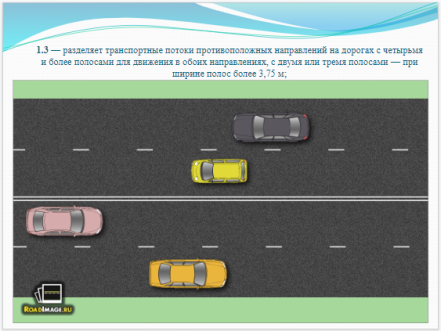 1.3 — разделяет транспортные потоки противоположных направлений на дорогах с четырьмя
и более полосами для движения в обоих направлениях, с двумя или тремя полосами — при
ширине полос более 3,75 м;
ROADIMAGE.RU